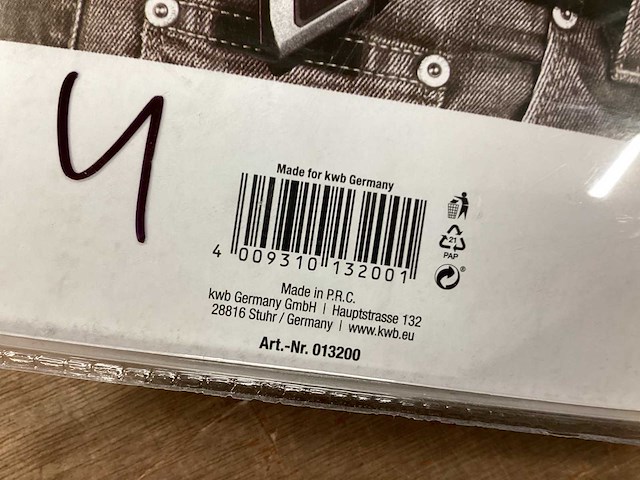 4
Made for kwb Germany
4 009310 132001
21
PAP
®
Made in P.R.C.
kwb Germany GmbH | Hauptstrasse 132
28816 Stuhr / Germany | www.kwb.eu
Art.-Nr. 013200